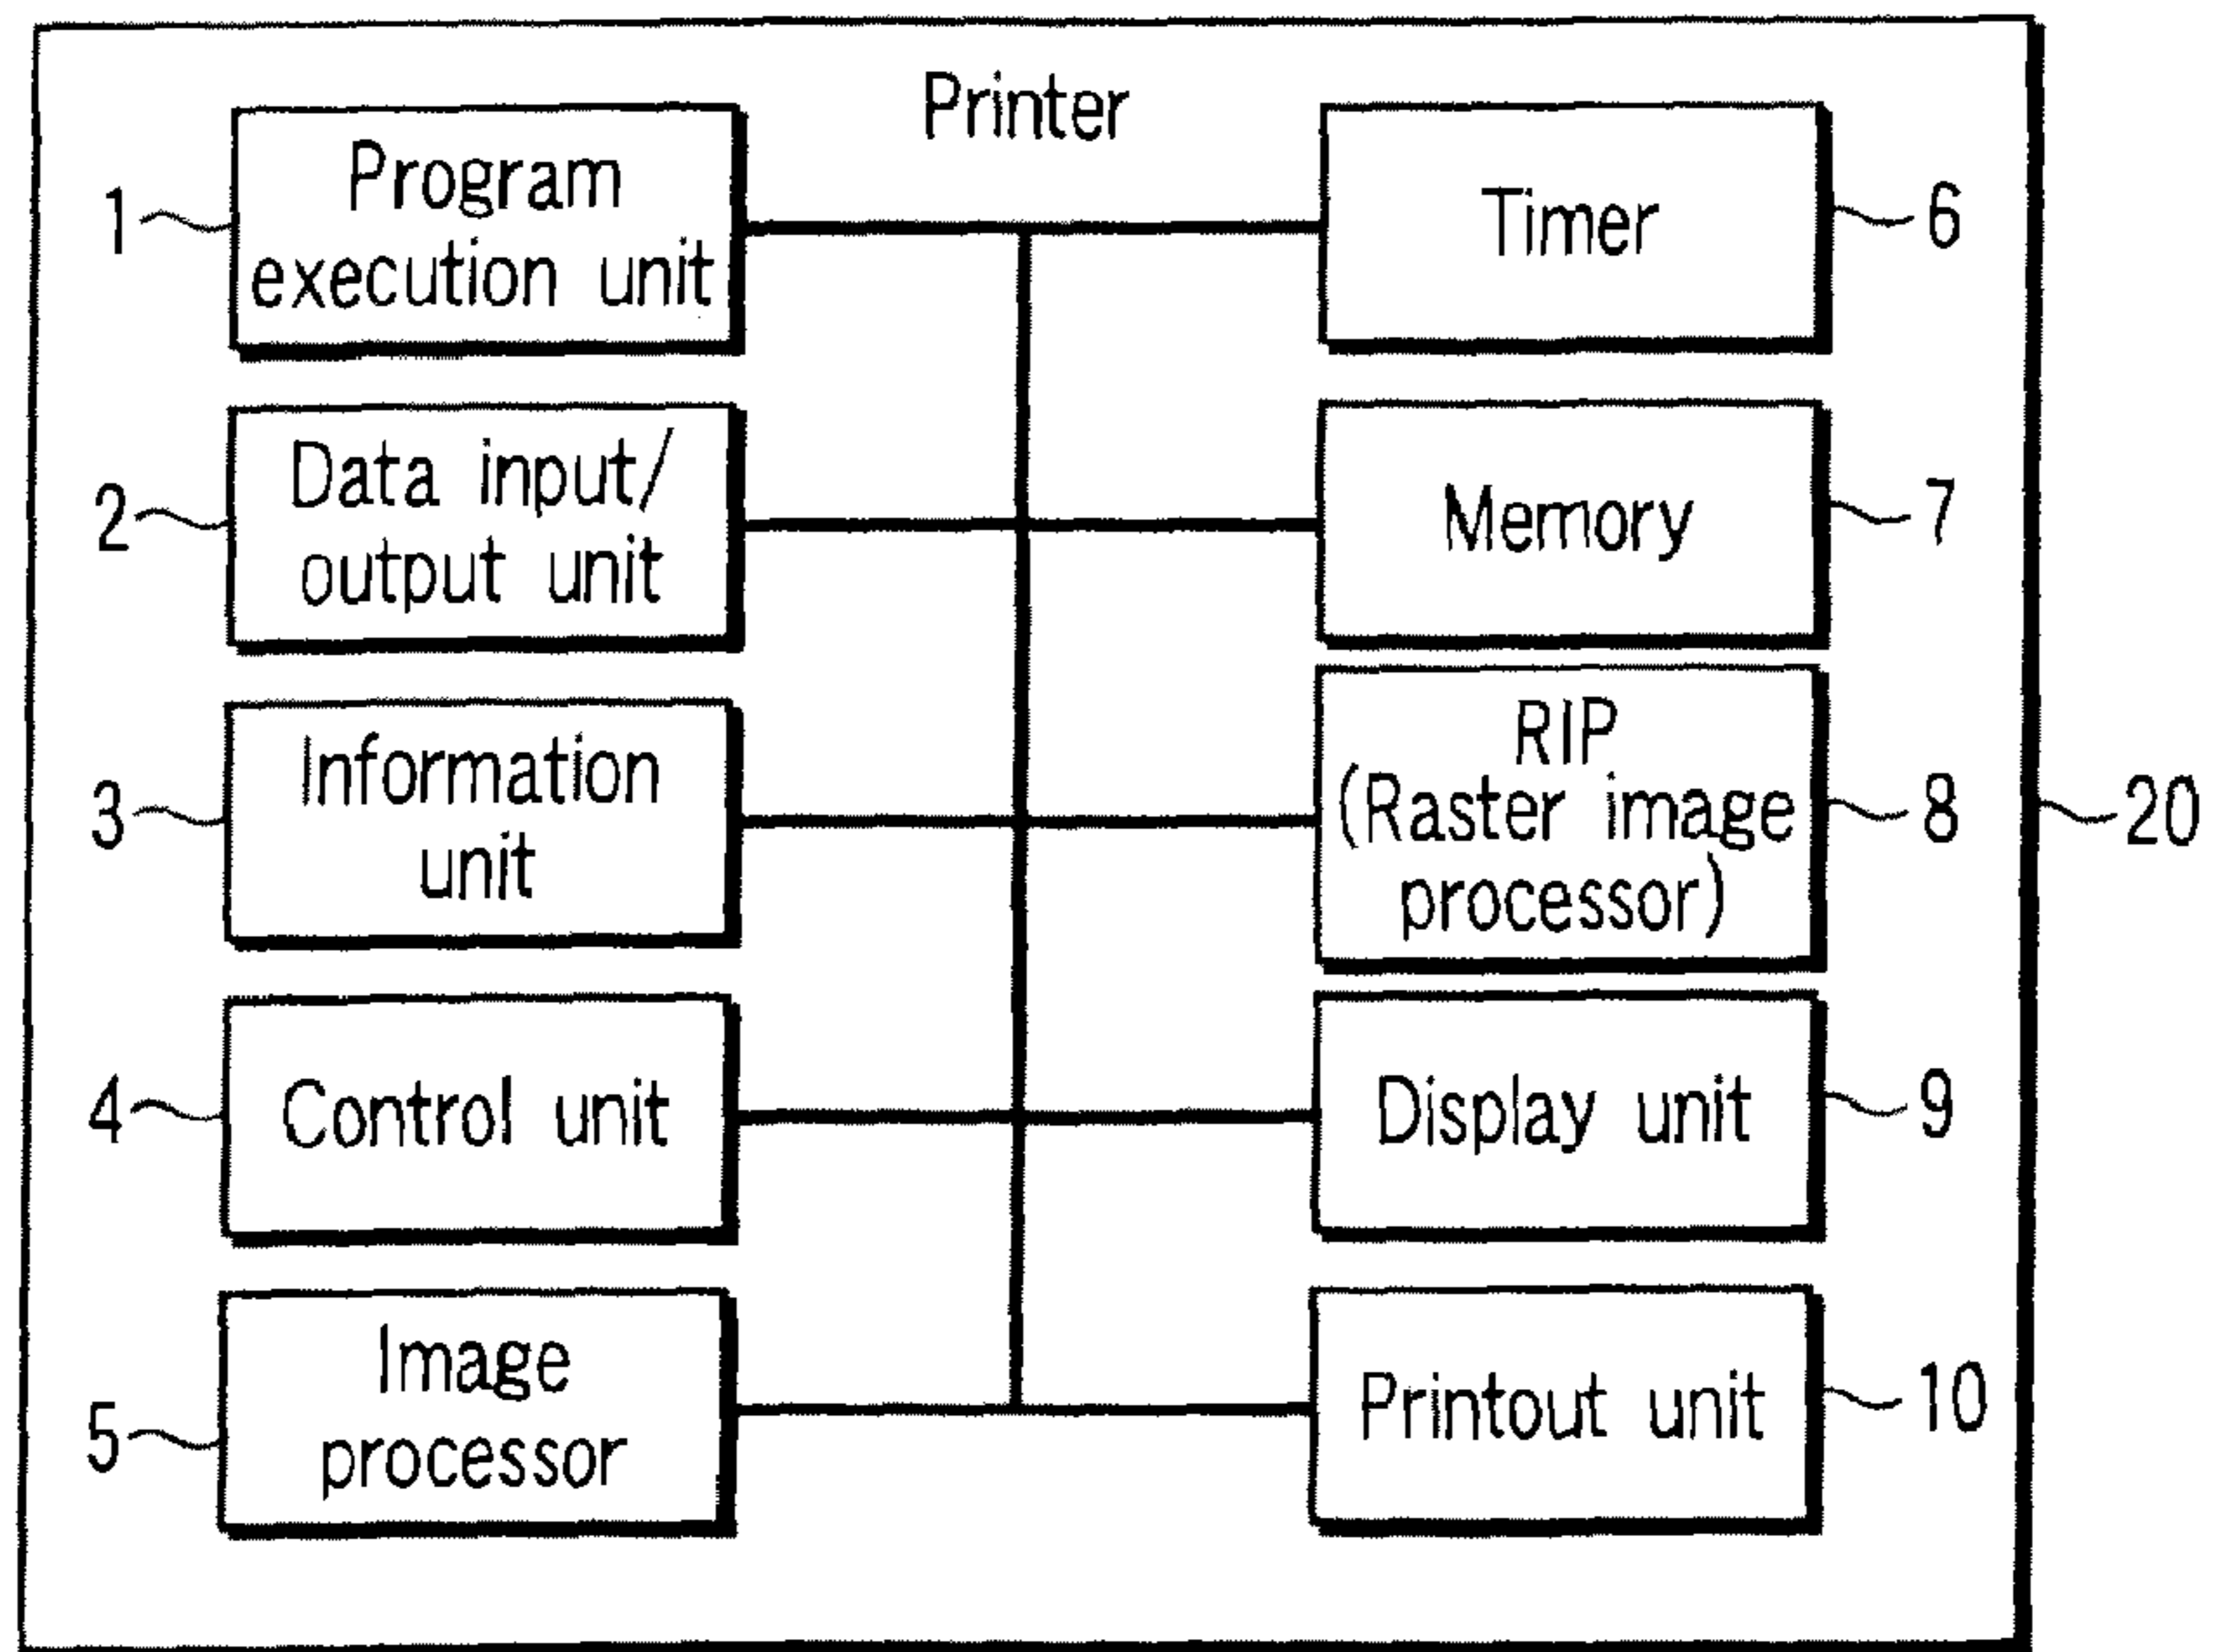 Printer
1
Program
execution unit
2
Data input/
output unit
3
Information
unit
4
Control unit
5
Image
processor
Timer
6
Memory
7
RIP
(Raster image
processor)
8
Display unit
9
Printout unit
10
20